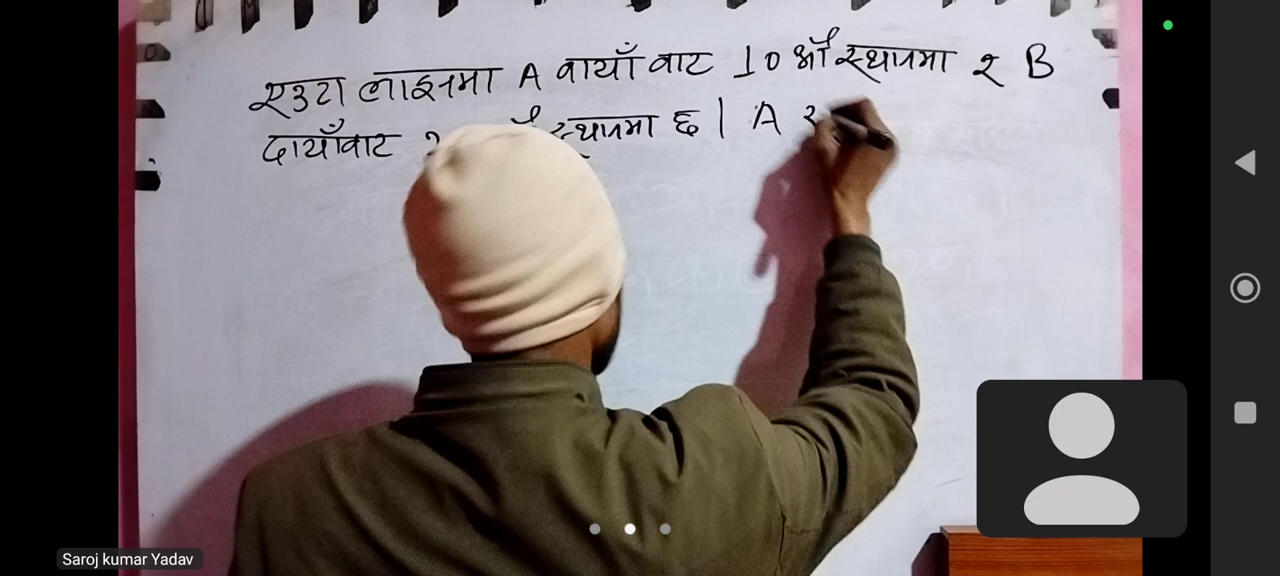 एउटा लाइनमा A बायाँ बाट 10 औँ स्थानमा र B
दायाँबाट स्थानमा छ | A र
Saroj kumar Yadav